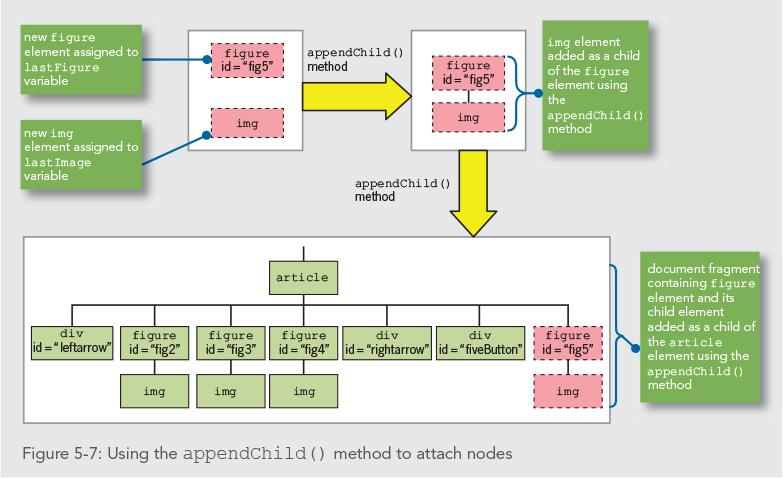 new figure
element assigned to
lastFigure
variable
figure
id = “fig5”
appendChild()
method
figure
id = “fig5”
img element
added as a child
of the figure
element using
the
appendChild()
method
new img
element assigned to
lastImage
variable
img
img
appendChild()
method
article
div
id = “leftarrow”
figure
id = “fig2”
figure
id = “fig3”
figure
id = “fig4”
div
id = “rightarrow”
div
id = “fiveButton”
figure
id = “fig5”
img
img
img
img
document fragment
containing figure
element and its
child element
added as a child of
the article
element using the
appendChild()
method
Figure 5-7: Using the appendChild() method to attach nodes